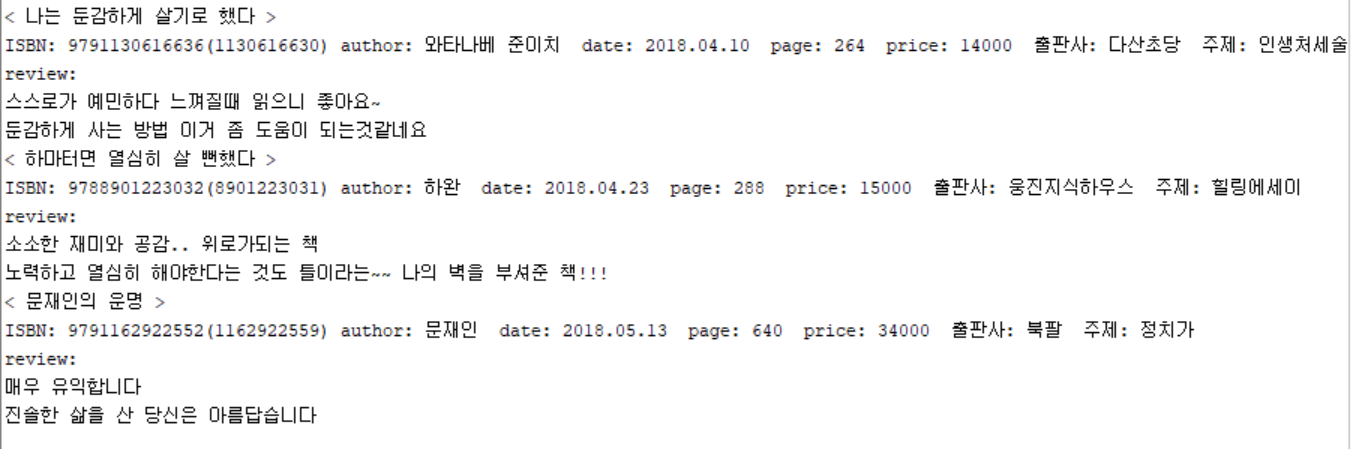 < 나는 둔감하게 살기로 했다 >
ISBN: 9791130616636(1130616630) author: 와타나베 준이치  date: 2018.04.10  page: 264  price: 14000  출판사: 다산초당  주제: 인생처세술
review:
스스로가 예민하다 느껴질때 읽으니 좋아요~
둔감하게 사는 방법 이거 좀 도움이 되는것같네요
< 하마터면 열심히 살 뻔했다 >
ISBN: 9788901223032(8901223031) author: 하완  date: 2018.04.23  page: 288  price: 15000  출판사: 웅진지식하우스  주제: 힐링에세이
review:
소소한 재미와 공감.. 위로가되는 책
노력하고 열심히 해야한다는 것도 틀이라는~~ 나의 벽을 부셔준 책!!!
< 문재인의 운명 >
ISBN: 9791162922552(1162922559) author: 문재인  date: 2018.05.13  page: 640  price: 34000  출판사: 북팔  주제: 정치가
review:
매우 유익합니다
진솔한 삶을 산 당신은 아름답습니다